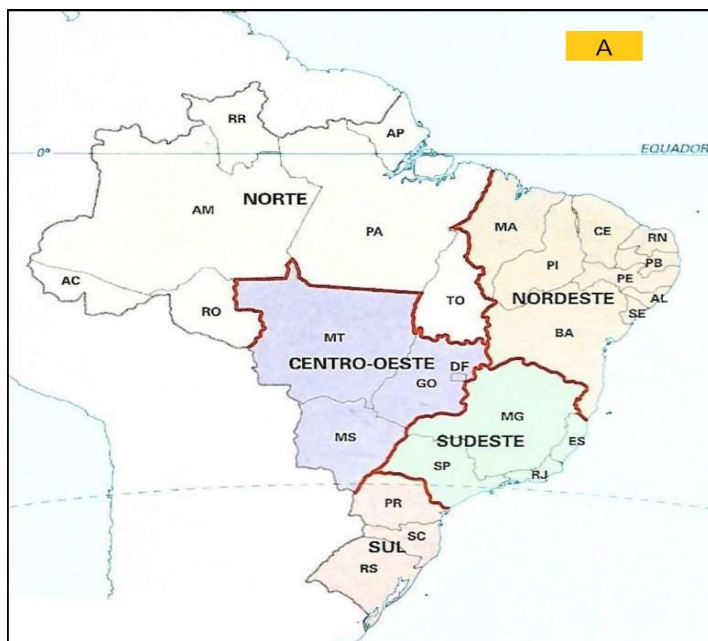 A
RR
AP
0°
EQUADOR
AM
NORTE
PA
MA
CE
RN
PI
PB
PE
AC
RO
TO
NORDESTE
AL
SE
MT
BA
CENTRO-OESTE
DF
GO
MG
MS
SUDESTE
ES
SP
RJ
PR
SC
SUL
RS